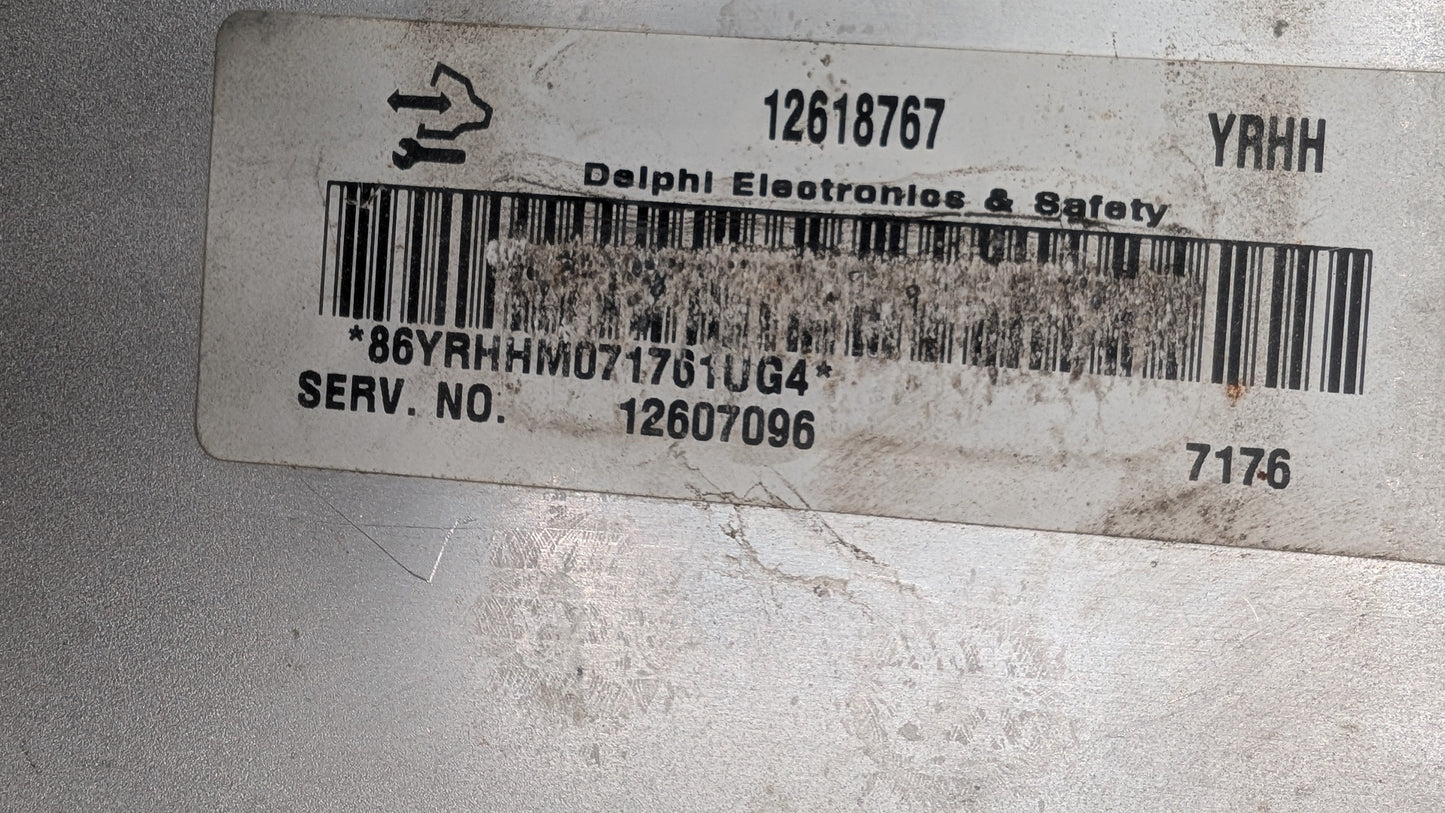 12618767 YRHH
Delphi Electronics & Safety
*86YRHHM071761UG4*
SERV. NO. 12607096 7176